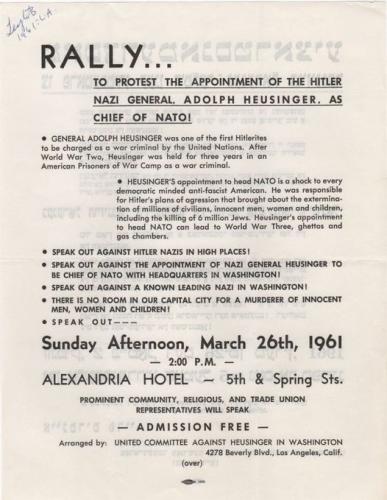 1961-L.A.
RALLY...
TO PROTEST THE APPOINTMENT OF THE HITLER
NAZI GENERAL, ADOLPH HEUSINGER, AS
CHIEF OF NATO!
• GENERAL ADOLPH HEUSINGER was one of the first Hitlerites
to be charged as a war criminal by the United Nations. After
World War Two, Heusinger was held for three years in an
American Prisoners of War Camp as a war criminal.
• HEUSINGER'S appointment to head NATO is a shock to every
democratic minded anti-fascist American. He was responsible
for Hitler's plans of agression that brought about the extermina-
tion of millions of civilians, innocent men, women and children,
including the killing of 6 million Jews. Heusinger's appointment
to head NATO can lead to World War Three, ghettos and
gas chambers.
• SPEAK OUT AGAINST HITLER NAZIS IN HIGH PLACES!
• SPEAK OUT AGAINST THE APPOINTMENT OF NAZI GENERAL HEUSINGER TO
BE CHIEF OF NATO WITH HEADQUARTERS IN WASHINGTON!
• SPEAK OUT AGAINST A KNOWN LEADING NAZI IN WASHINGTON!
• THERE IS NO ROOM IN OUR CAPITAL CITY FOR A MURDERER OF INNOCENT
MEN, WOMEN AND CHILDREN!
• SPEAK OUT---
Sunday Afternoon, March 26th, 1961
— 2:00 P.M. —
ALEXANDRIA HOTEL — 5th & Spring Sts.
PROMINENT COMMUNITY, RELIGIOUS, AND TRADE UNION
REPRESENTATIVES WILL SPEAK
— ADMISSION FREE —
Arranged by: UNITED COMMITTEE AGAINST HEUSINGER IN WASHINGTON
4278 Beverly Blvd., Los Angeles, Calif.
(over)